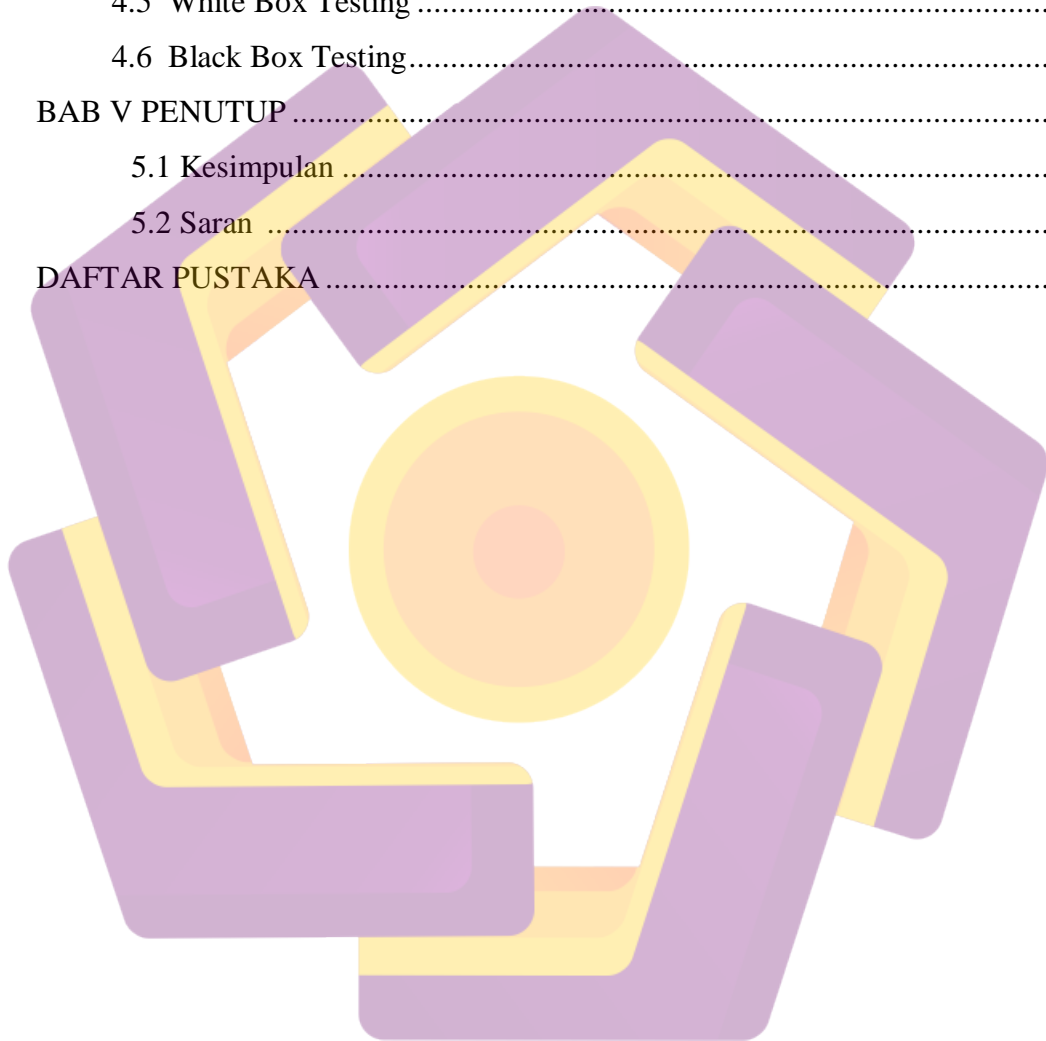 4.5 White Box Testing ..........................................................................
4.6 Black Box Testing..........................................................................
BAB V PENUTUP ..........................................................................
5.1 Kesimpulan ..........................................................................
5.2 Saran ..........................................................................
DAFTAR PUSTAKA ..........................................................................